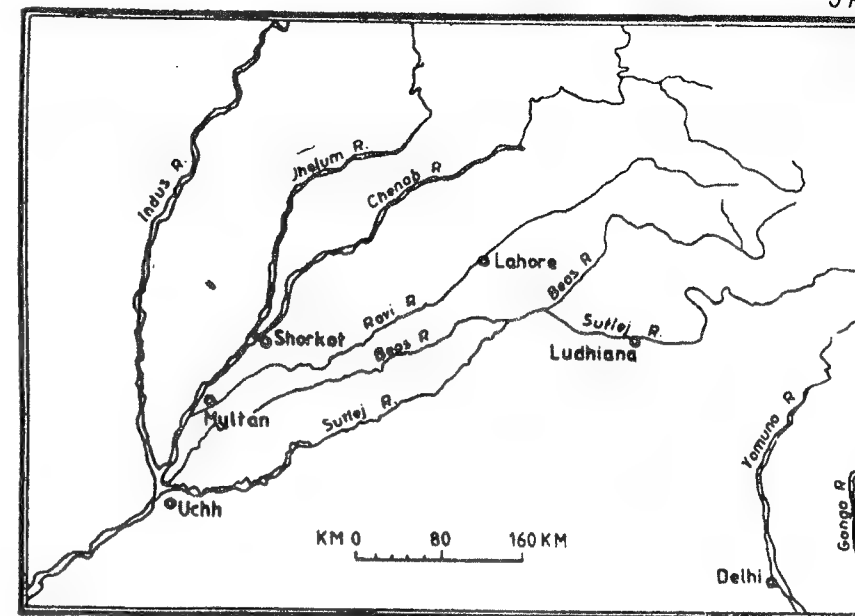 Indus R.
Jhelum R.
Chenab R
Lahore
Ravi R
Beas R
Shorkot
Beas R
Sutlej R.
Ludhiana
Myltan
Sutlej R.
Yamuna R
Uchh
Ganga R
KM 0 80 160 KM
Delhi